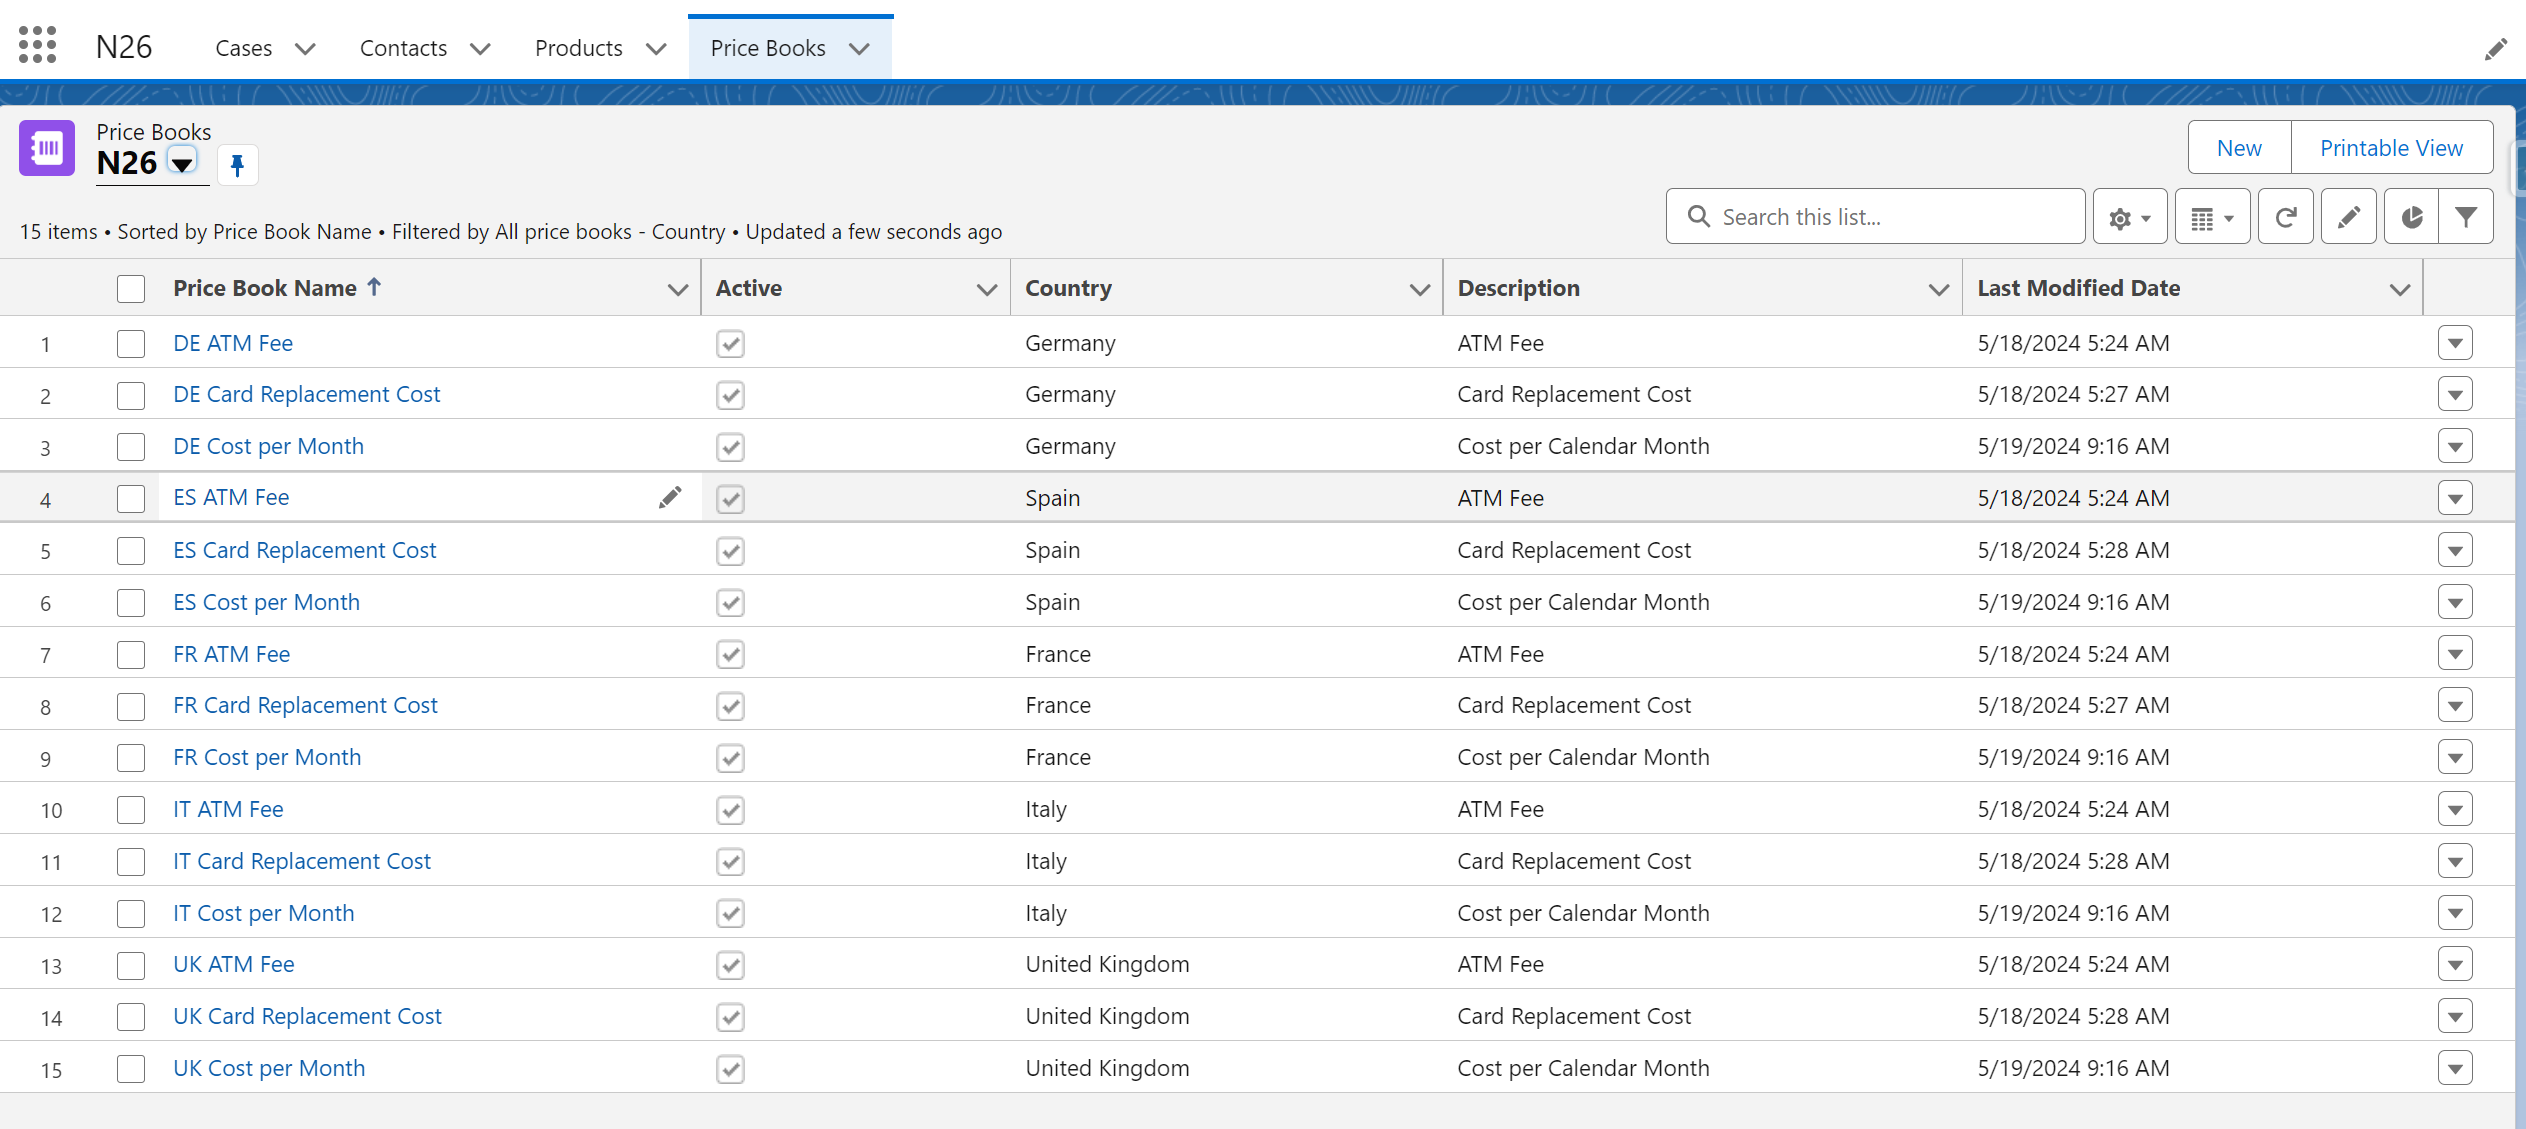 N26 Cases Contacts Products Price Books
Price Books
N26
New Printable View
15 items • Sorted by Price Book Name • Filtered by All price books - Country • Updated a few seconds ago
Search this list...
Price Book Name Active Country Description Last Modified Date
1 DE ATM Fee Germany ATM Fee 5/18/2024 5:24 AM
2 DE Card Replacement Cost Germany Card Replacement Cost 5/18/2024 5:27 AM
3 DE Cost per Month Germany Cost per Calendar Month 5/19/2024 9:16 AM
4 ES ATM Fee Spain ATM Fee 5/18/2024 5:24 AM
5 ES Card Replacement Cost Spain Card Replacement Cost 5/18/2024 5:28 AM
6 ES Cost per Month Spain Cost per Calendar Month 5/19/2024 9:16 AM
7 FR ATM Fee France ATM Fee 5/18/2024 5:24 AM
8 FR Card Replacement Cost France Card Replacement Cost 5/18/2024 5:27 AM
9 FR Cost per Month France Cost per Calendar Month 5/19/2024 9:16 AM
10 IT ATM Fee Italy ATM Fee 5/18/2024 5:24 AM
11 IT Card Replacement Cost Italy Card Replacement Cost 5/18/2024 5:28 AM
12 IT Cost per Month Italy Cost per Calendar Month 5/19/2024 9:16 AM
13 UK ATM Fee United Kingdom ATM Fee 5/18/2024 5:24 AM
14 UK Card Replacement Cost United Kingdom Card Replacement Cost 5/18/2024 5:28 AM
15 UK Cost per Month United Kingdom Cost per Calendar Month 5/19/2024 9:16 AM